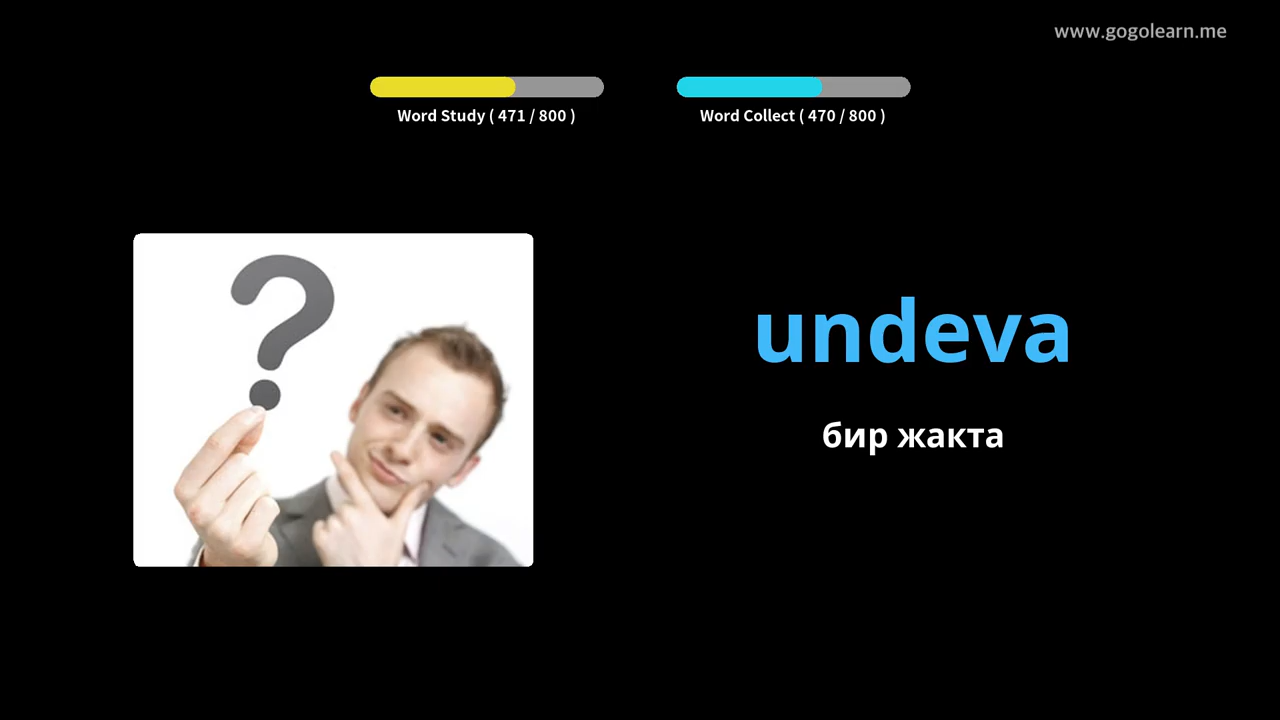 www.gogolearn.me
Word Study ( 471 / 800 )
Word Collect ( 470 / 800 )
undeva
бир жакта